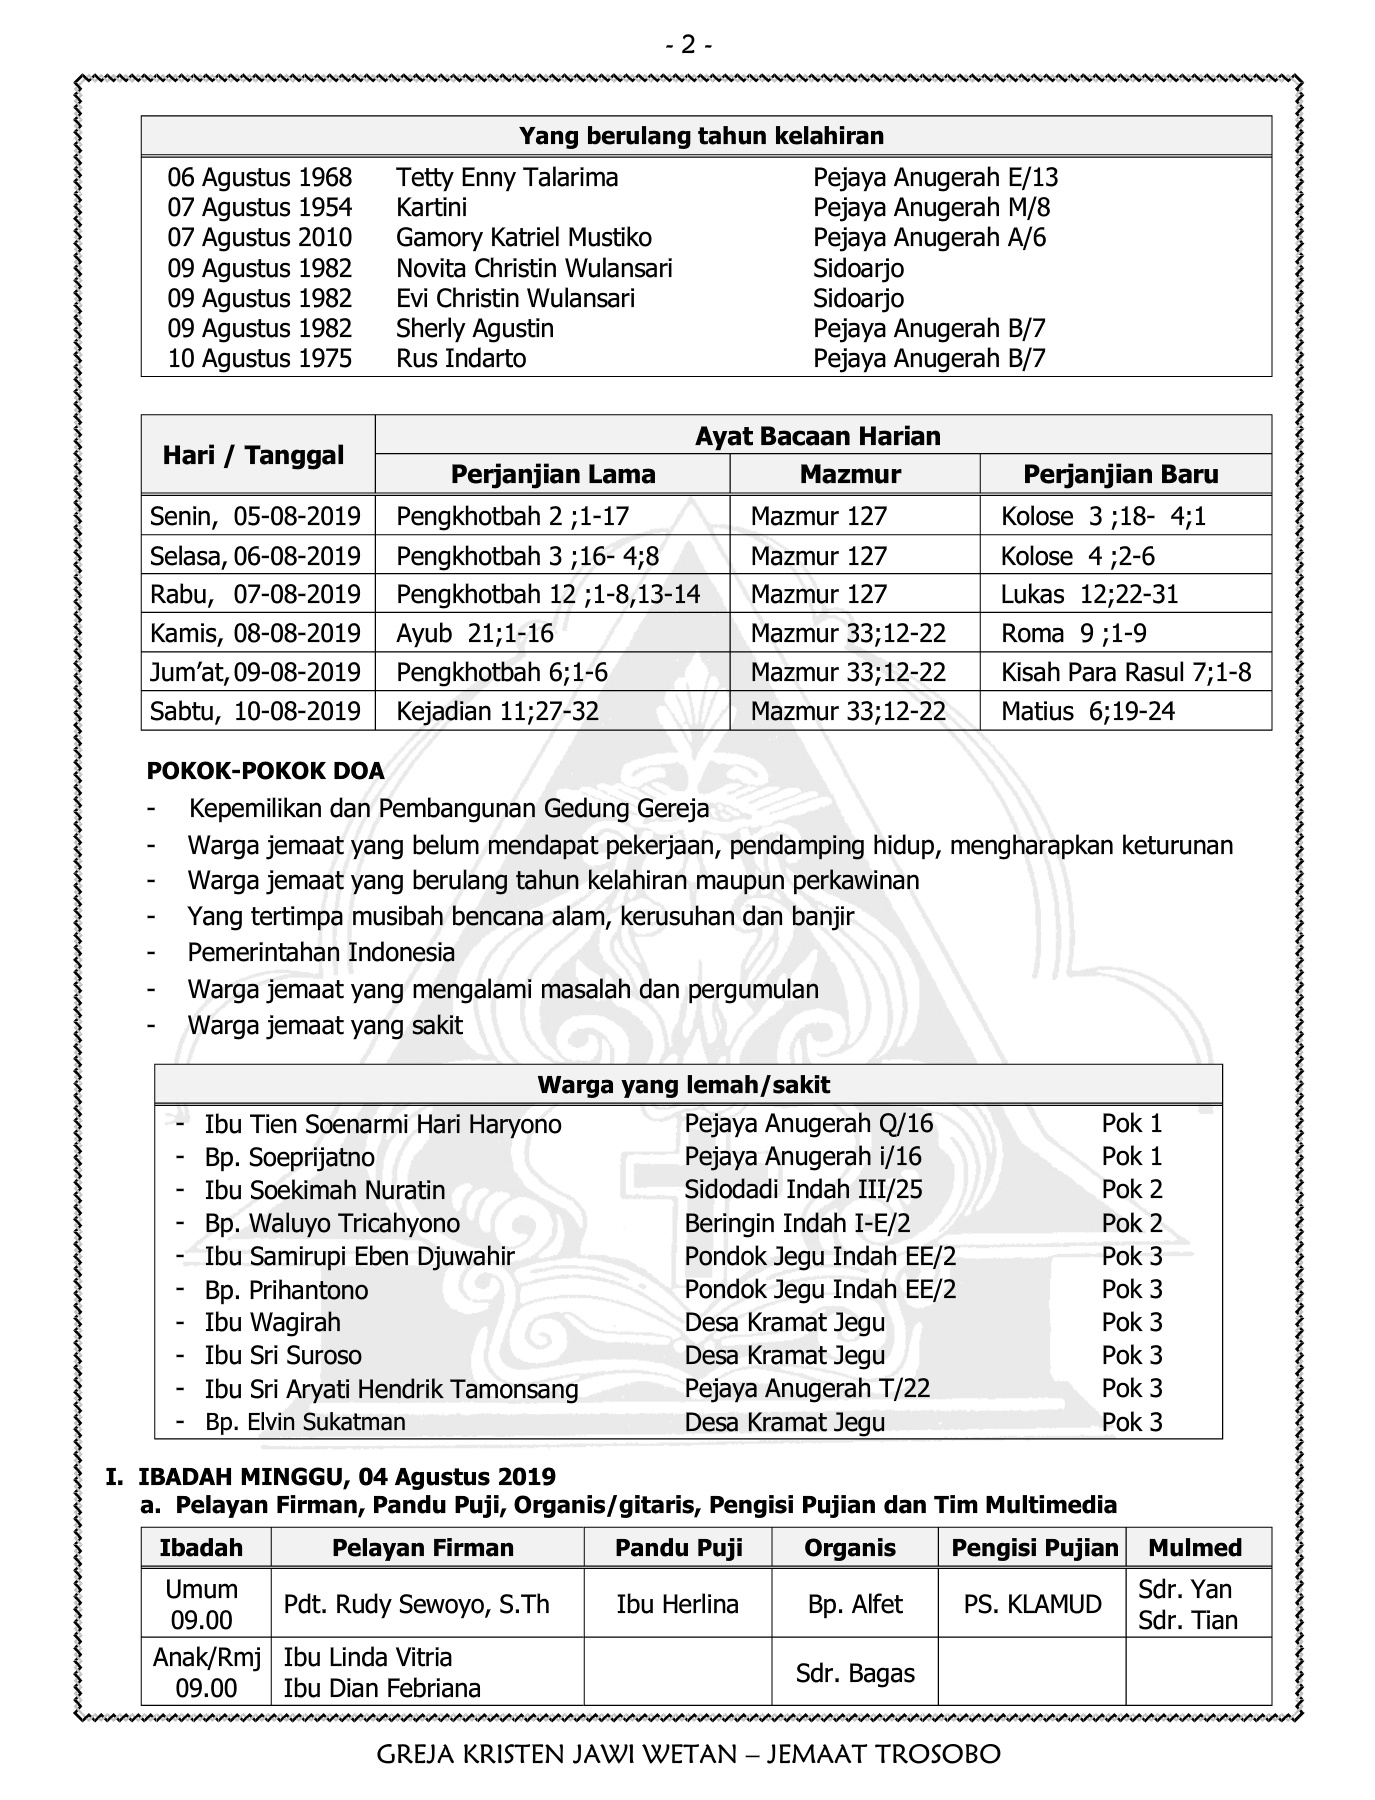 - 2 -
Yang berulang tahun kelahiran
06 Agustus 1968 Tetty Enny Talarima Pejaya Anugerah E/13
07 Agustus 1954 Kartini Pejaya Anugerah M/8
07 Agustus 2010 Gamory Katriel Mustiko Pejaya Anugerah A/6
09 Agustus 1982 Novita Christin Wulansari Sidoarjo
09 Agustus 1982 Evi Christin Wulansari Sidoarjo
09 Agustus 1982 Sherly Agustin Pejaya Anugerah B/7
10 Agustus 1975 Rus Indarto Pejaya Anugerah B/7
Hari / Tanggal Ayat Bacaan Harian
Perjanjian Lama Mazmur Perjanjian Baru
Senin, 05-08-2019 Pengkhotbah 2 ;1-17 Mazmur 127 Kolose 3 ;18- 4;1
Selasa, 06-08-2019 Pengkhotbah 3 ;16- 4;8 Mazmur 127 Kolose 4 ;2-6
Rabu, 07-08-2019 Pengkhotbah 12 ;1-8,13-14 Mazmur 127 Lukas 12;22-31
Kamis, 08-08-2019 Ayub 21;1-16 Mazmur 33;12-22 Roma 9 ;1-9
Jum’at, 09-08-2019 Pengkhotbah 6;1-6 Mazmur 33;12-22 Kisah Para Rasul 7;1-8
Sabtu, 10-08-2019 Kejadian 11;27-32 Mazmur 33;12-22 Matius 6;19-24
POKOK-POKOK DOA
- Kepemilikan dan Pembangunan Gedung Gereja
- Warga jemaat yang belum mendapat pekerjaan, pendamping hidup, mengharapkan keturunan
- Warga jemaat yang berulang tahun kelahiran maupun perkawinan
- Yang tertimpa musibah bencana alam, kerusuhan dan banjir
- Pemerintahan Indonesia
- Warga jemaat yang mengalami masalah dan pergumulan
- Warga jemaat yang sakit
Warga yang lemah/sakit
- Ibu Tien Soenarmi Hari Haryono Pejaya Anugerah Q/16 Pok 1
- Bp. Soeprijatno Pejaya Anugerah i/16 Pok 1
- Ibu Soekimah Nuratin Sidodadi Indah III/25 Pok 2
- Bp. Waluyo Tricahyono Beringin Indah I-E/2 Pok 2
- Ibu Samirupi Eben Djuwahir Pondok Jegu Indah EE/2 Pok 3
- Bp. Prihantono Pondok Jegu Indah EE/2 Pok 3
- Ibu Wagirah Desa Kramat Jegu Pok 3
- Ibu Sri Suroso Desa Kramat Jegu Pok 3
- Ibu Sri Aryati Hendrik Tamonsang Pejaya Anugerah T/22 Pok 3
- Bp. Elvin Sukatman Desa Kramat Jegu Pok 3
I. IBADAH MINGGU, 04 Agustus 2019
a. Pelayan Firman, Pandu Puji, Organis/gitaris, Pengisi Pujian dan Tim Multimedia
Ibadah Pelayan Firman Pandu Puji Organis Pengisi Pujian Mulmed
Umum 09.00 Pdt. Rudy Sewoyo, S.Th Ibu Herlina Bp. Alfet PS. KLAMUD Sdr. Yan
Sdr. Tian
Anak/Rmj Ibu Linda Vitria
09.00 Ibu Dian Febriana Sdr. Bagas
GREJA KRISTEN JAWI WETAN – JEMAAT TROSOBO